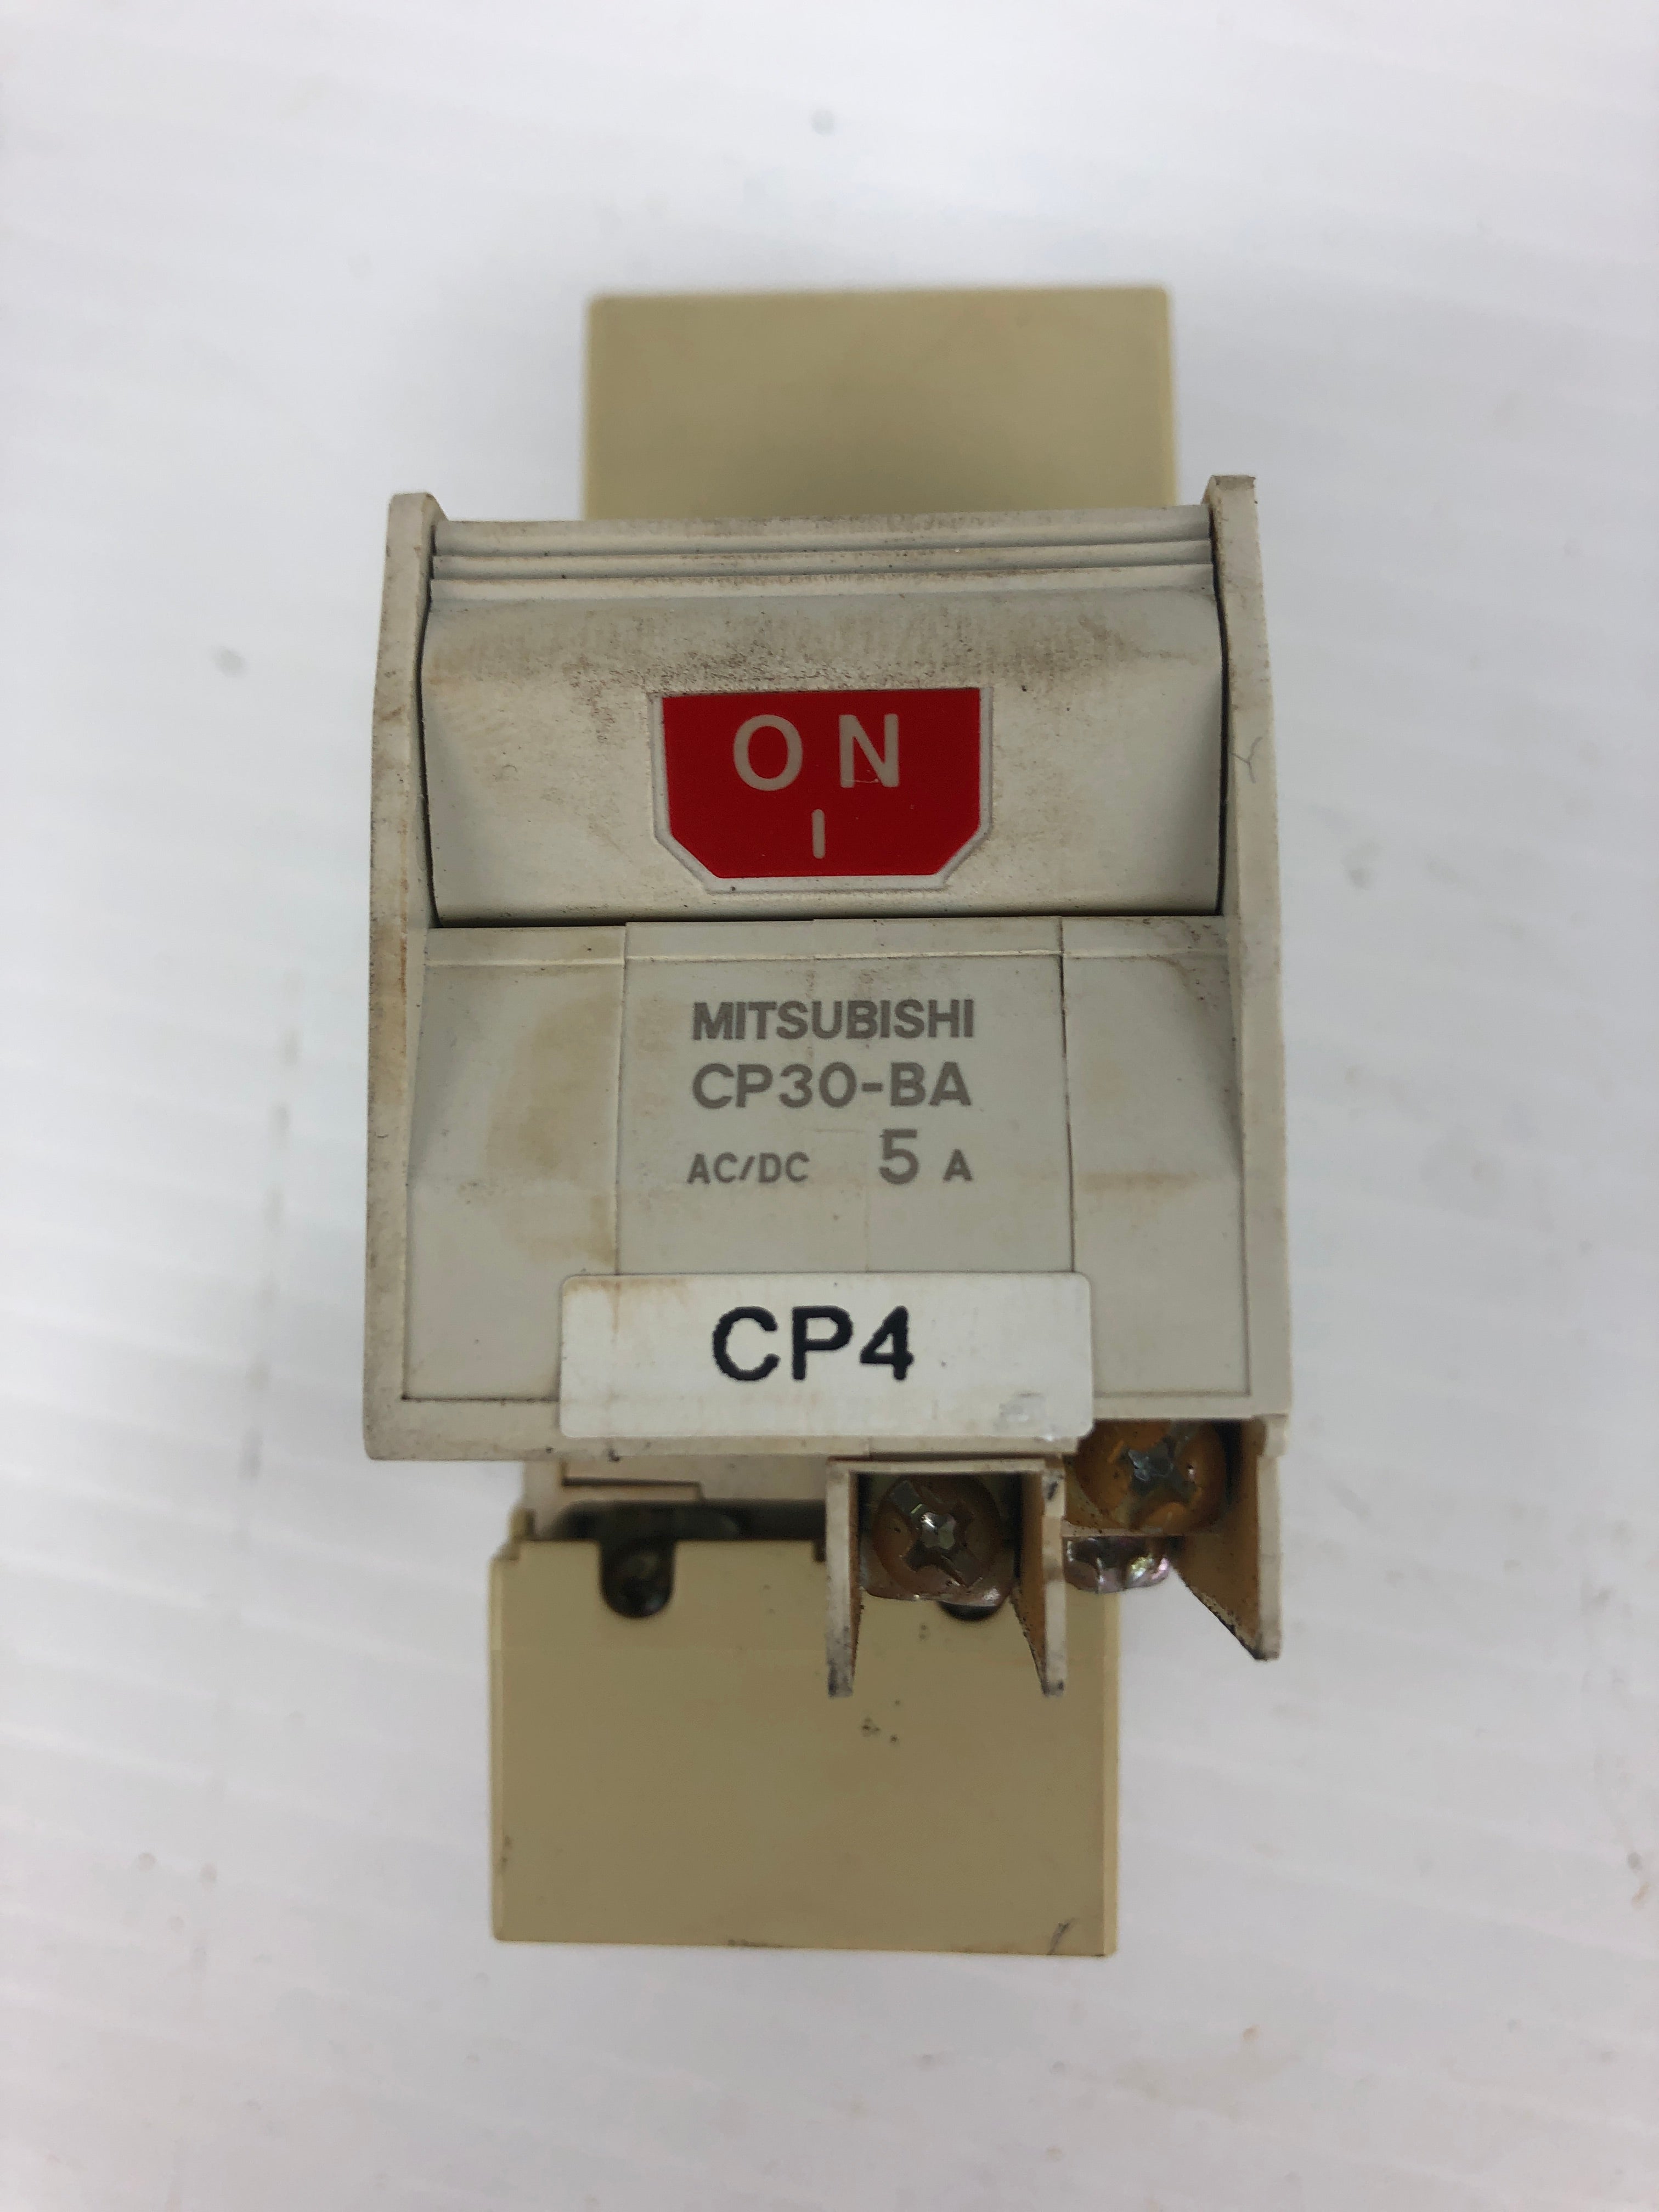 ON
I
MITSUBISHI
CP30-BA
AC/DC 5 A
CP4